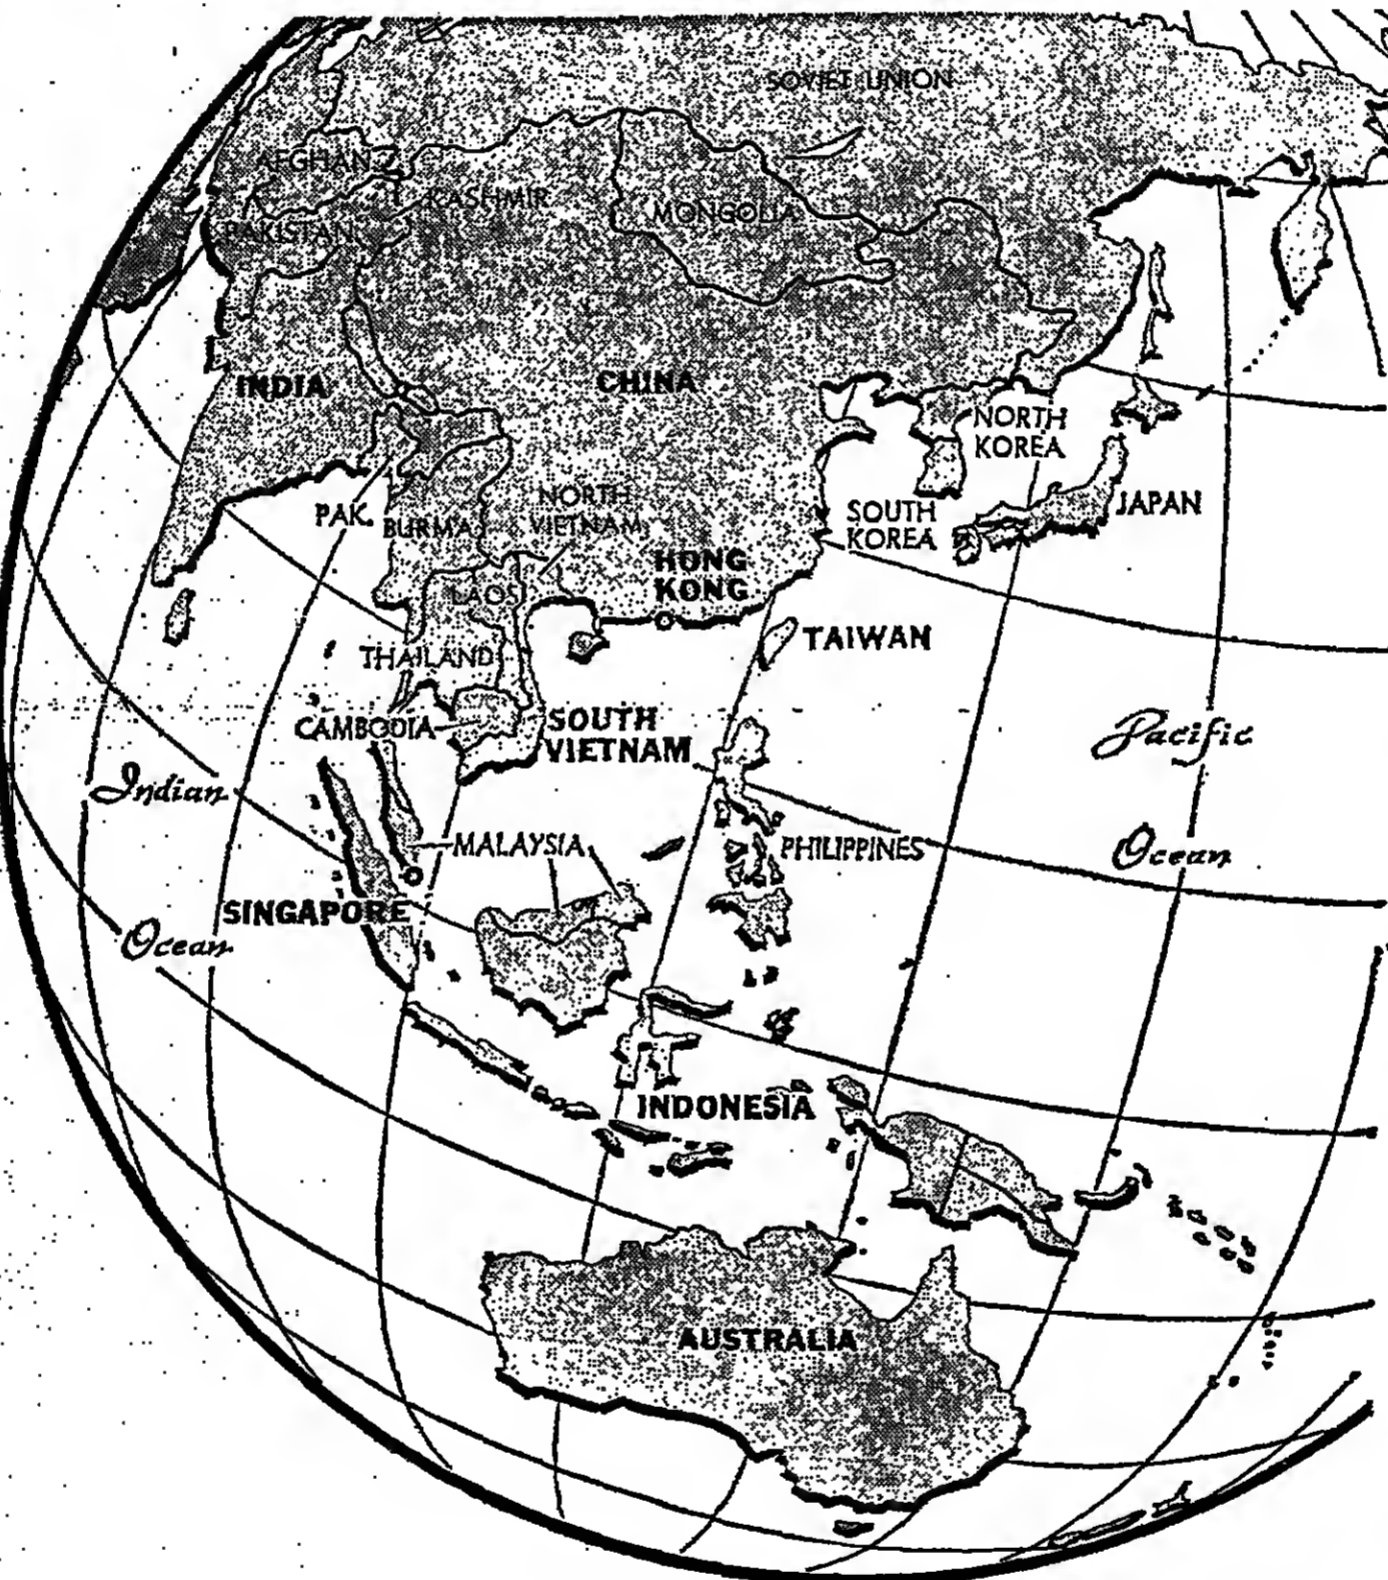 SOVIET UNION
AFGHAN.
KASHMIR
MONGOLIA
PAKISTAN
INDIA
CHINA
NORTH
KOREA
PAK.
BURMA
NORTH
VIETNAM
SOUTH
KOREA
JAPAN
HONG
KONG
LAOS
TAIWAN
THAILAND
CAMBODIA
SOUTH
VIETNAM
Pacific
Ocean
Indian
Ocean
MALAYSIA
PHILIPPINES
SINGAPORE
INDONESIA
AUSTRALIA